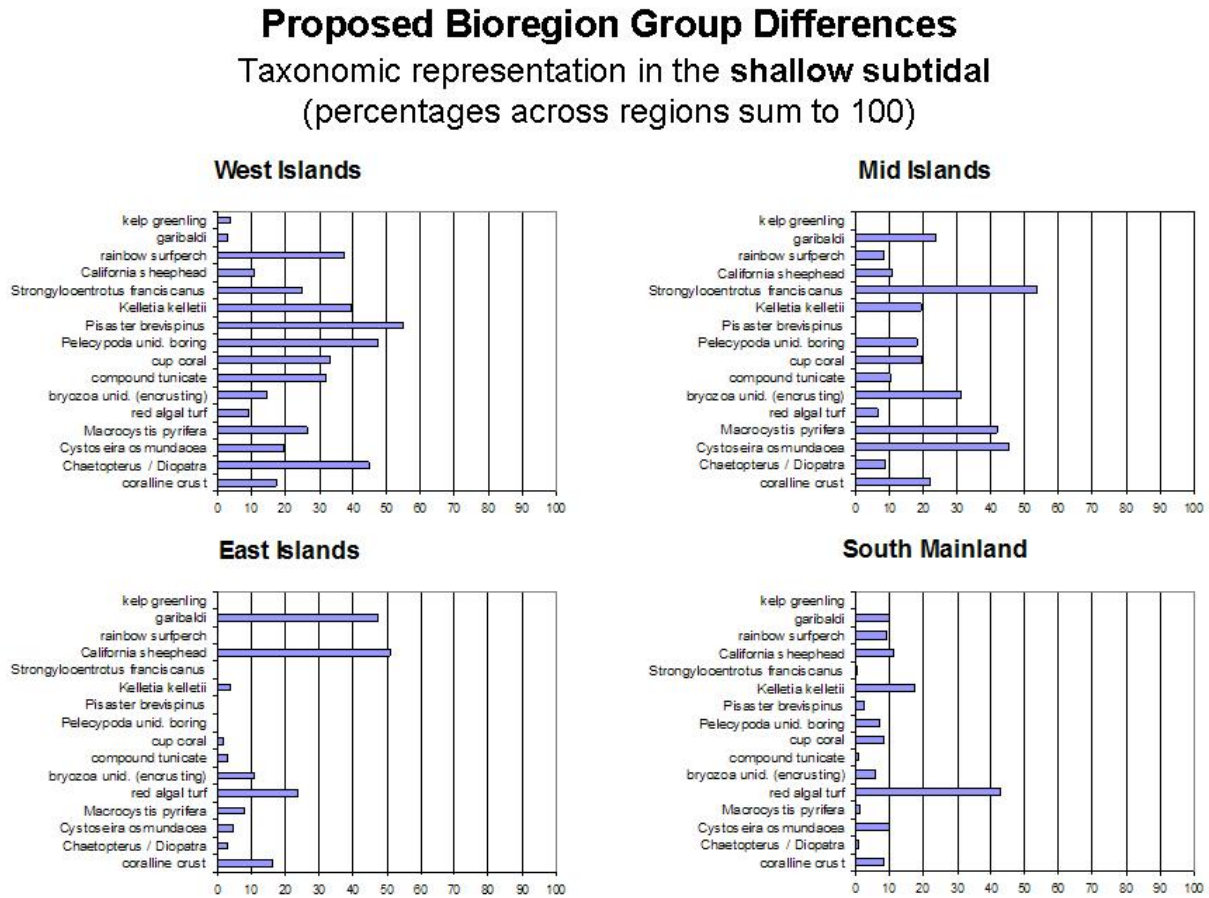 Proposed Bioregion Group Differences
Taxonomic representation in the shallow subtidal
(percentages across regions sum to 100)
West Islands
kelp greenling
garibaldi
rainbow surfperch
California sheephead
Strongylocentrotus franciscanus
Kelletia kelletii
Pisaster brevispinus
Pelecypoda unid. boring
cup coral
compound tunicate
bryozoa unid. (encrusting)
red algal turf
Macrocystis pyrifera
Cystoseira osmundacea
Chaetopterus / Diopatra
coralline crust
0 10 20 30 40 50 60 70 80 90 100
Mid Islands
kelp greenling
garibaldi
rainbow surfperch
California sheephead
Strongylocentrotus franciscanus
Kelletia kelletii
Pisaster brevispinus
Pelecypoda unid. boring
cup coral
compound tunicate
bryozoa unid. (encrusting)
red algal turf
Macrocystis pyrifera
Cystoseira osmundacea
Chaetopterus / Diopatra
coralline crust
0 10 20 30 40 50 60 70 80 90 100
East Islands
kelp greenling
garibaldi
rainbow surfperch
California sheephead
Strongylocentrotus franciscanus
Kelletia kelletii
Pisaster brevispinus
Pelecypoda unid. boring
cup coral
compound tunicate
bryozoa unid. (encrusting)
red algal turf
Macrocystis pyrifera
Cystoseira osmundacea
Chaetopterus / Diopatra
coralline crust
0 10 20 30 40 50 60 70 80 90 100
South Mainland
kelp greenling
garibaldi
rainbow surfperch
California sheephead
Strongylocentrotus franciscanus
Kelletia kelletii
Pisaster brevispinus
Pelecypoda unid. boring
cup coral
compound tunicate
bryozoa unid. (encrusting)
red algal turf
Macrocystis pyrifera
Cystoseira osmundacea
Chaetopterus / Diopatra
coralline crust
0 10 20 30 40 50 60 70 80 90 100